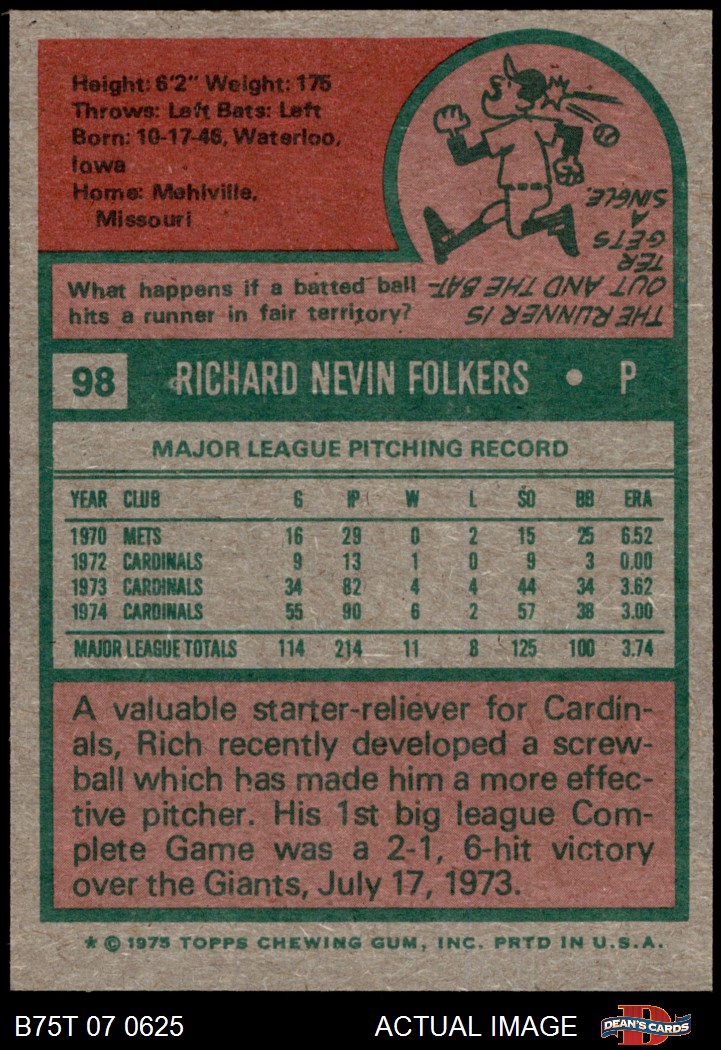 Height: 6'2" Weight: 175
Throws: Left Bats: Left
Born: 10-17-46, Waterloo,
Iowa
Home: Mehlville,
Missouri
What happens if a batted ball
hits a runner in fair territory?
THE RUNNER IS
OUT AND THE BAT-
TER
GETS
A
SINGLE.
98 RICHARD NEVIN FOLKERS • P
MAJOR LEAGUE PITCHING RECORD
YEAR CLUB G IP W L SO BB ERA
1970 METS 16 29 0 2 15 25 6.52
1972 CARDINALS 9 13 1 0 9 3 0.00
1973 CARDINALS 34 82 4 4 44 34 3.62
1974 CARDINALS 55 90 6 2 57 38 3.00
MAJOR LEAGUE TOTALS 114 214 11 8 125 100 3.74
A valuable starter-reliever for Cardin-
als, Rich recently developed a screw-
ball which has made him a more effec-
tive pitcher. His 1st big league Com-
plete Game was a 2-1, 6-hit victory
over the Giants, July 17, 1973.
* © 1975 TOPPS CHEWING GUM, INC. PRTD IN U.S.A.
B75T 07 0625 ACTUAL IMAGE D DEAN'S CARDS